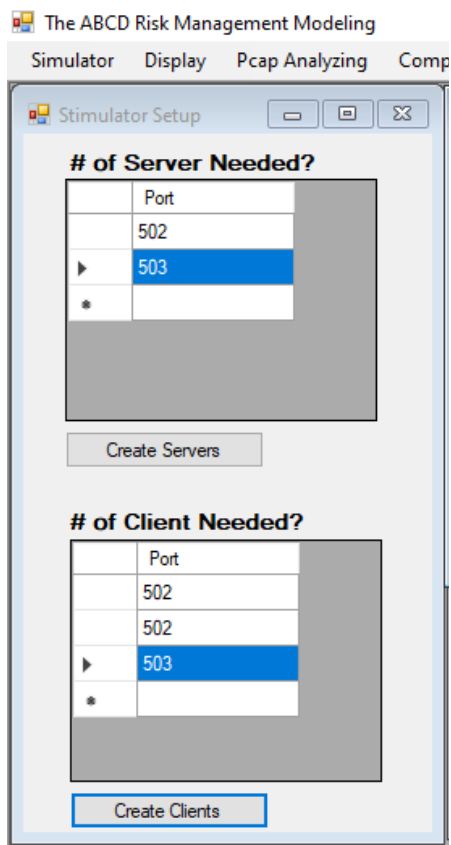 The ABCD Risk Management Modeling
Simulator Display Pcap Analyzing Comp
Stimulator Setup
# of Server Needed?
Port
502
503
Create Servers
# of Client Needed?
Port
502
502
503
Create Clients